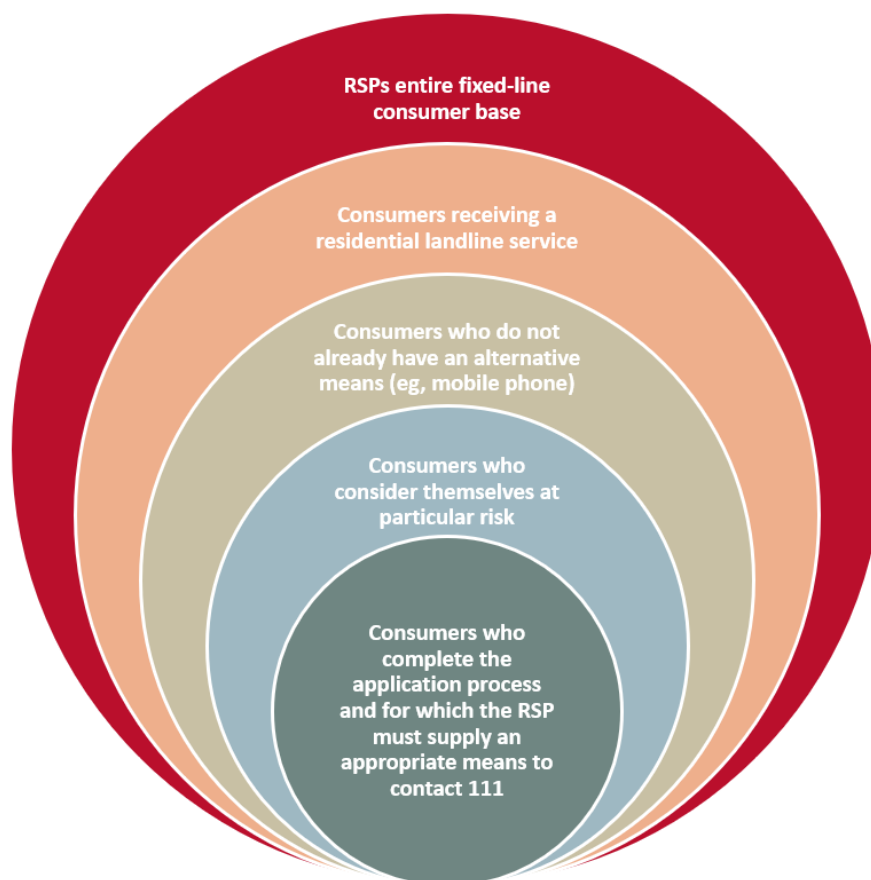 RSPs entire fixed-line
consumer base
Consumers receiving a
residential landline service
Consumers who do not
already have an alternative
means (eg, mobile phone)
Consumers who
consider themselves at
particular risk
Consumers who
complete the
application process
and for which the RSP
must supply an
appropriate means to
contact 111